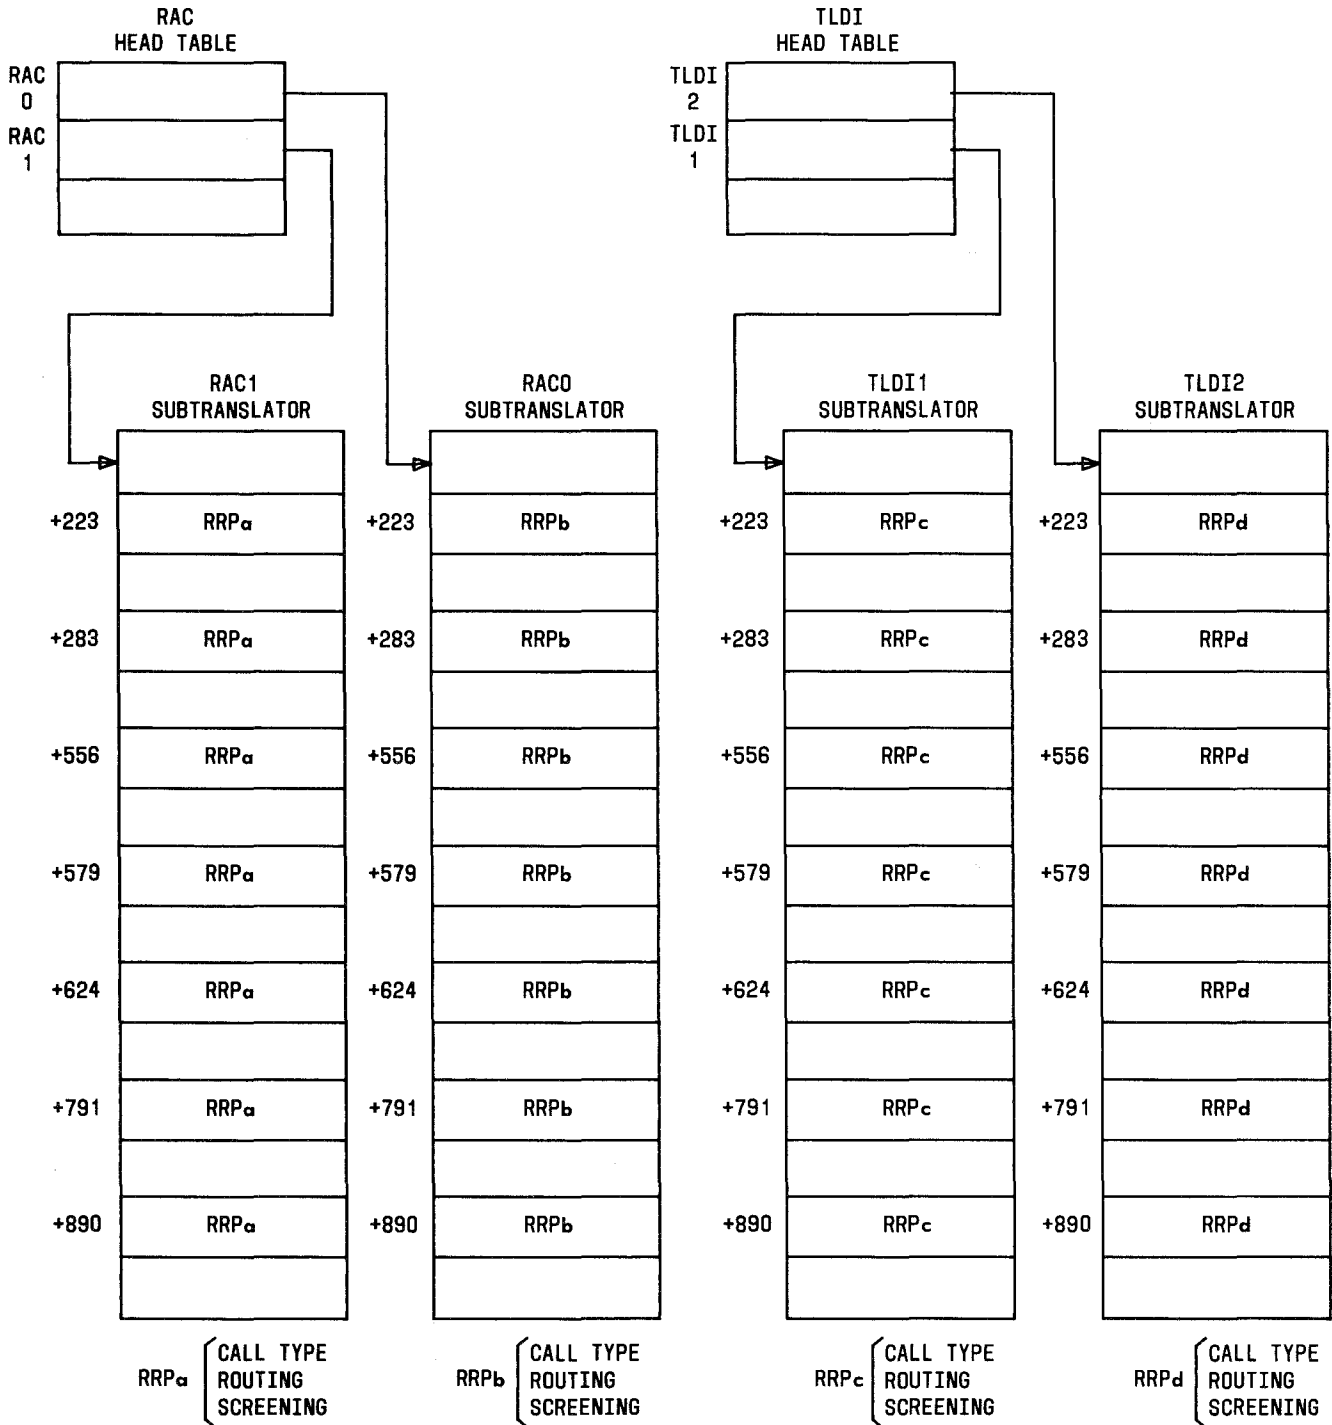 RAC
HEAD TABLE
RAC
0
RAC
1
TLDI
HEAD TABLE
TLDI
2
TLDI
1
RAC1
SUBTRANSLATOR
RAC0
SUBTRANSLATOR
TLDI1
SUBTRANSLATOR
TLDI2
SUBTRANSLATOR
+223 RRPa +223 RRPb +223 RRPc +223 RRPd
+283 RRPa +283 RRPb +283 RRPc +283 RRPd
+556 RRPa +556 RRPb +556 RRPc +556 RRPd
+579 RRPa +579 RRPb +579 RRPc +579 RRPd
+624 RRPa +624 RRPb +624 RRPc +624 RRPd
+791 RRPa +791 RRPb +791 RRPc +791 RRPd
+890 RRPa +890 RRPb +890 RRPc +890 RRPd
RRPa
CALL TYPE
ROUTING
SCREENING
RRPb
CALL TYPE
ROUTING
SCREENING
RRPc
CALL TYPE
ROUTING
SCREENING
RRPd
CALL TYPE
ROUTING
SCREENING